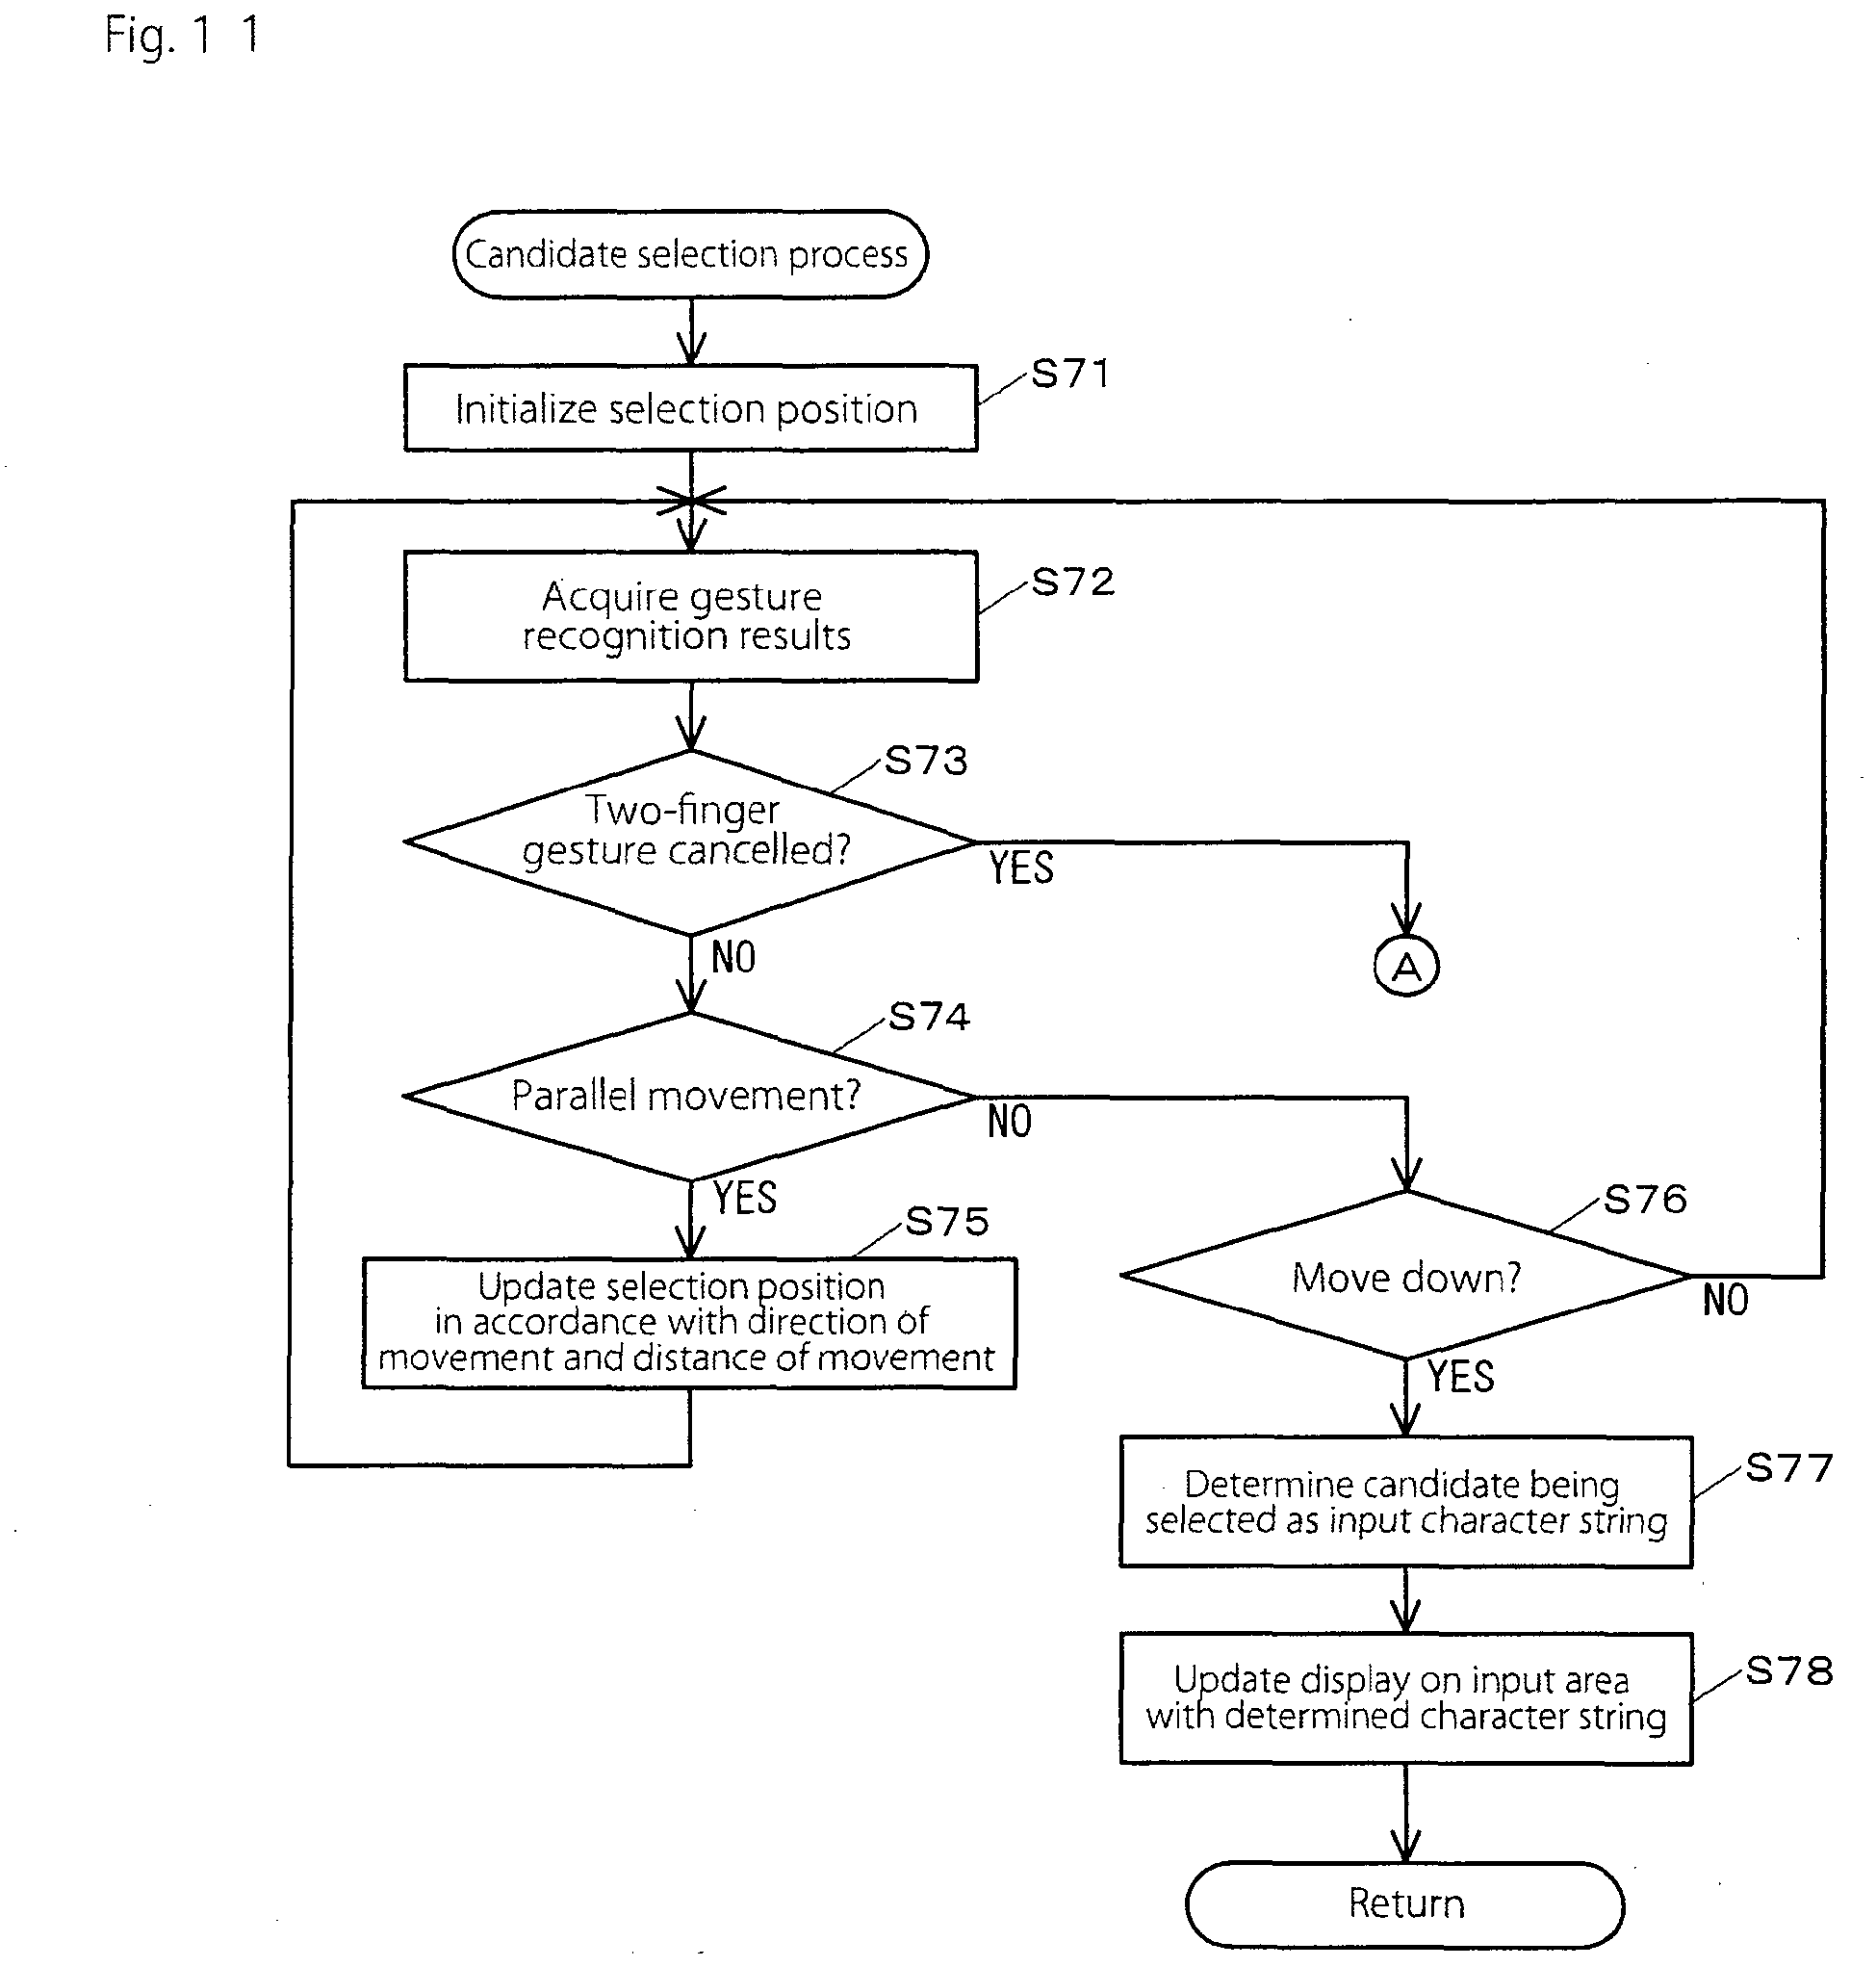 Fig. 1 1
Candidate selection process
S71
Initialize selection position
S72
Acquire gesture
recognition results
S73
Two-finger
gesture cancelled?
YES
NO
A
S74
Parallel movement?
NO
YES
S75
Update selection position
in accordance with direction of
movement and distance of movement
S76
Move down?
NO
YES
S77
Determine candidate being
selected as input character string
S78
Update display on input area
with determined character string
Return